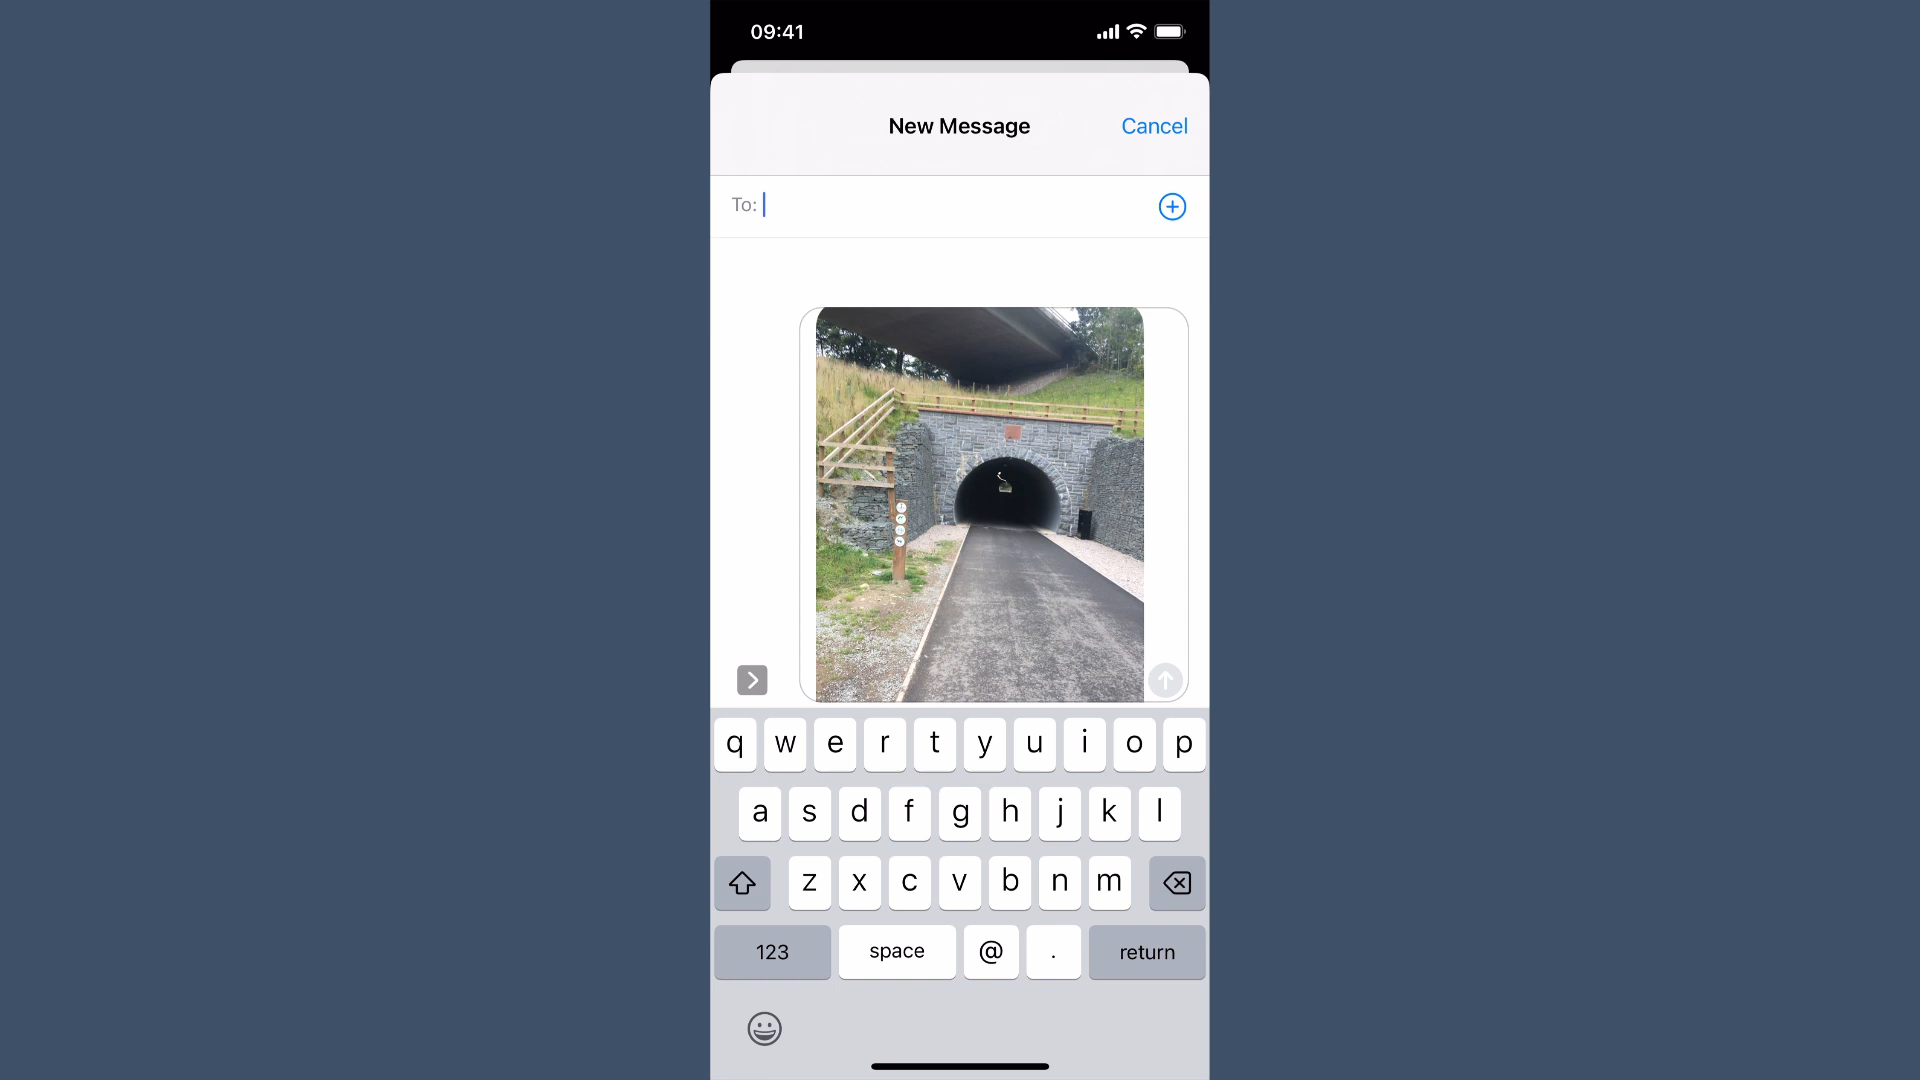 09:41
New Message
Cancel
To:
q w e r t y u i o p
a s d f g h j k l
z x c v b n m
123 space @ . return